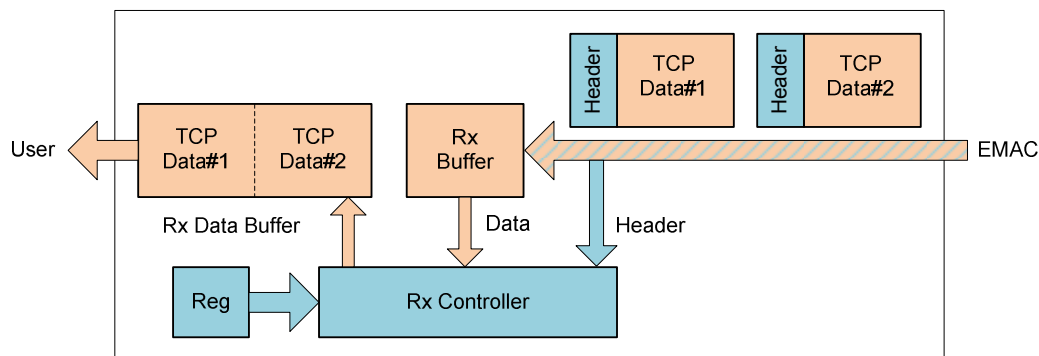 Header
TCP
Data#1
Header
TCP
Data#2
User
TCP
Data#1
TCP
Data#2
Rx
Buffer
EMAC
Rx Data Buffer
Data
Header
Reg
Rx Controller